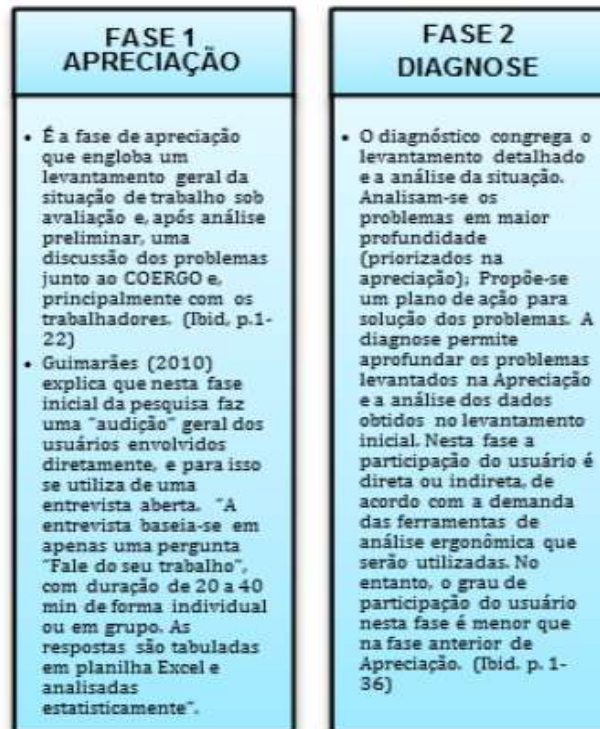 FASE 1
APRECIAÇÃO
• É a fase de apreciação
que engloba um
levantamento geral da
situação de trabalho sob
avaliação e, após análise
preliminar, uma
discussão dos problemas
junto ao COERGO e,
principalmente com os
trabalhadores. (Ibid, p.1-
22)
• Guimarães (2010)
explica que nesta fase
inicial da pesquisa faz
uma "audição" geral dos
usuários envolvidos
diretamente, e para isso
se utiliza de uma
entrevista aberta. "A
entrevista baseia-se em
apenas uma pergunta
"Fale do seu trabalho",
com duração de 20 a 40
min de forma individual
ou em grupo. As
respostas são tabuladas
em planilha Excel e
analisadas
estatisticamente".
FASE 2
DIAGNOSE
• O diagnóstico congrega o
levantamento detalhado
e a análise da situação.
Analisam-se os
problemas em maior
profundidade
(priorizados na
apreciação); Propõe-se
um plano de ação para
solução dos problemas. A
diagnose permite
aprofundar os problemas
levantados na Apreciação
e a análise dos dados
obtidos no levantamento
inicial. Nesta fase a
participação do usuário é
direta ou indireta, de
acordo com a demanda
das ferramentas de
análise ergonômica que
serão utilizadas. No
entanto, o grau de
participação do usuário
nesta fase é menor que
na fase anterior de
Apreciação. (Ibid. p. 1-
36)